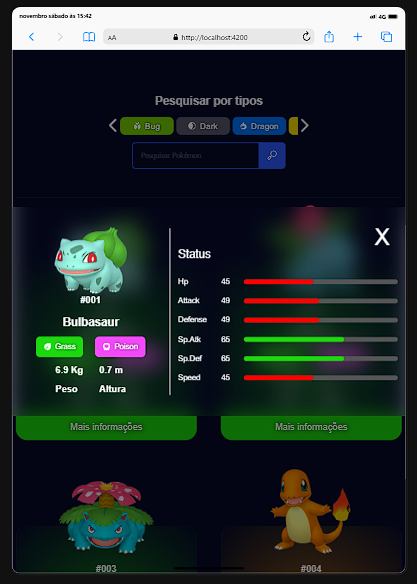 novembro sábado às 15:42
4G
AA
http://localhost:4200
Pesquisar por tipos
Bug
Dark
Dragon
Pesquisar Pokémon
X
#001
Bulbasaur
Grass
Poison
6.9 Kg
0.7 m
Peso
Altura
Status
Hp 45
Attack 49
Defense 49
Sp.Atk 65
Sp.Def 65
Speed 45
Mais informações
Mais informações
#003
#004